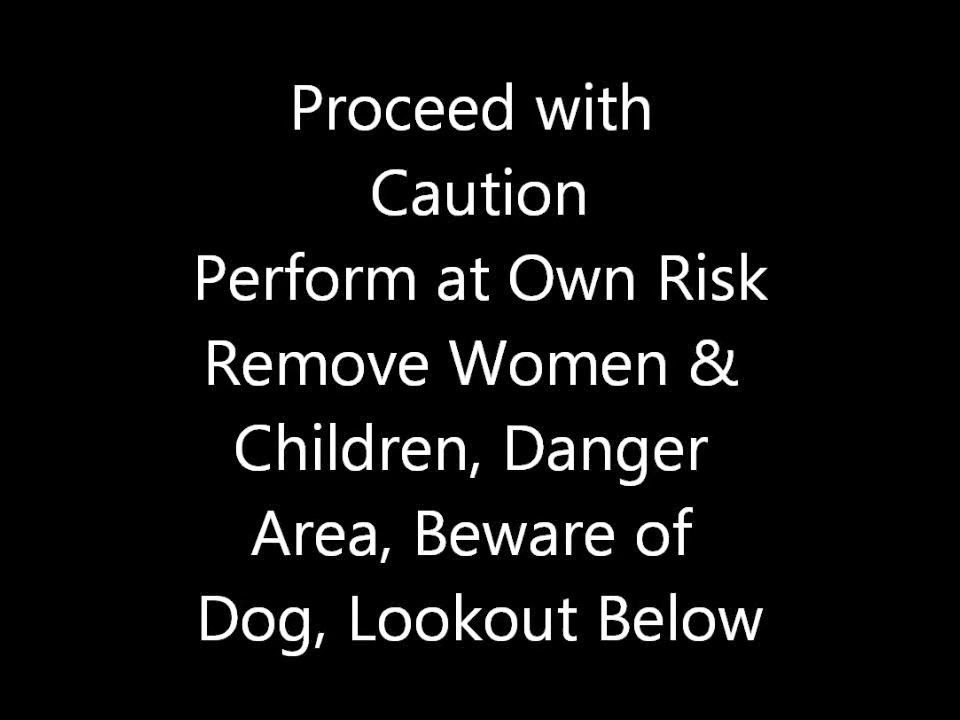 Proceed with
Caution
Perform at Own Risk
Remove Women &
Children, Danger
Area, Beware of
Dog, Lookout Below